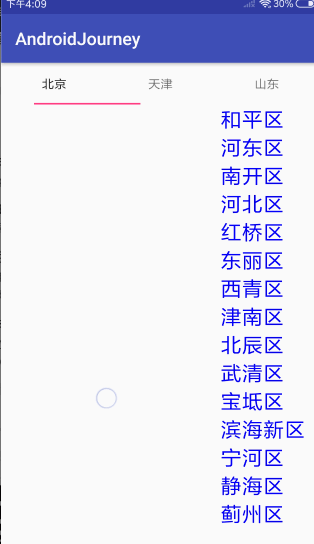 下午4:09
30%
AndroidJourney
北京 天津 山东
和平区
河东区
南开区
河北区
红桥区
东丽区
西青区
津南区
北辰区
武清区
宝坻区
滨海新区
宁河区
静海区
蓟州区